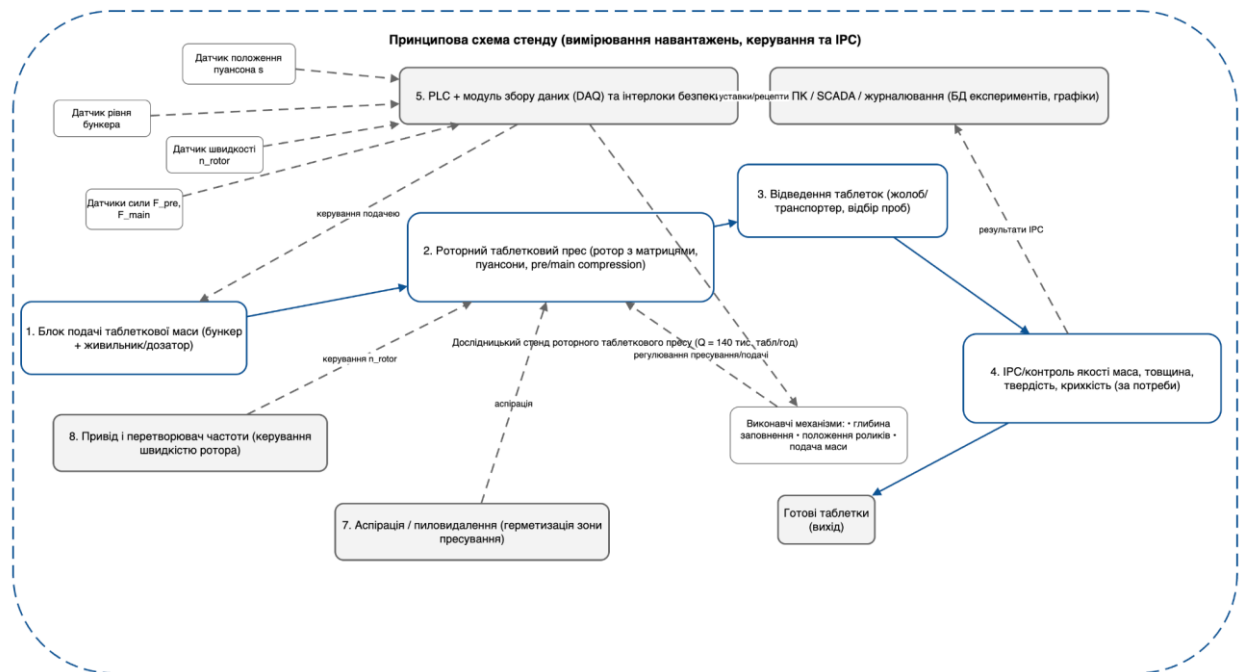 Принципова схема стенду (вимірювання навантажень, керування та IPC)
Датчик положення
пуансона s
5. PLC + модуль збору даних (DAQ) та інтерлоки безпек
уставки/рецепти
ПК / SCADA / журналювання (БД експериментів, графіки)
Датчик рівня
бункера
Датчик швидкості
n_rotor
Датчики сили F_pre,
F_main
керування подачею
3. Відведення таблеток (жолоб/
транспортер, відбір проб)
результати IPC
2. Роторний таблетковий прес (ротор з матрицями,
пуансони, pre/main compression)
1. Блок подачі таблеткової маси (бункер
+ живильник/дозатор)
Дослідницький стенд роторного таблеткового пресу (Q = 140 тис. табл/год)
регулювання пресування/подачі
керування n_rotor
4. IPC/контроль якості маса, товщина,
твердість, крихкість (за потреби)
аспірація
8. Привід і перетворювач частоти (керування
швидкістю ротора)
Виконавчі механізми: • глибина
заповнення • положення роликів •
подача маси
7. Аспірація / пиловидалення (герметизація зони
пресування)
Готові таблетки
(вихід)